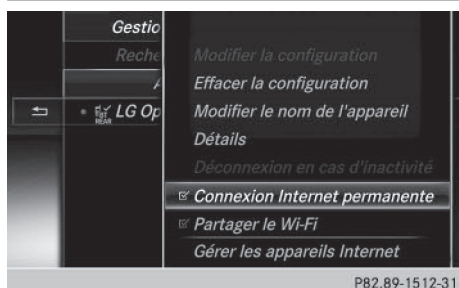 Gestio
Reche
Modifier la configuration
Effacer la configuration
LG Op
Modifier le nom de l'appareil
Détails
Déconnexion en cas d'inactivité
Connexion Internet permanente
Partager le Wi-Fi
Gérer les appareils Internet
P82.89-1512-31